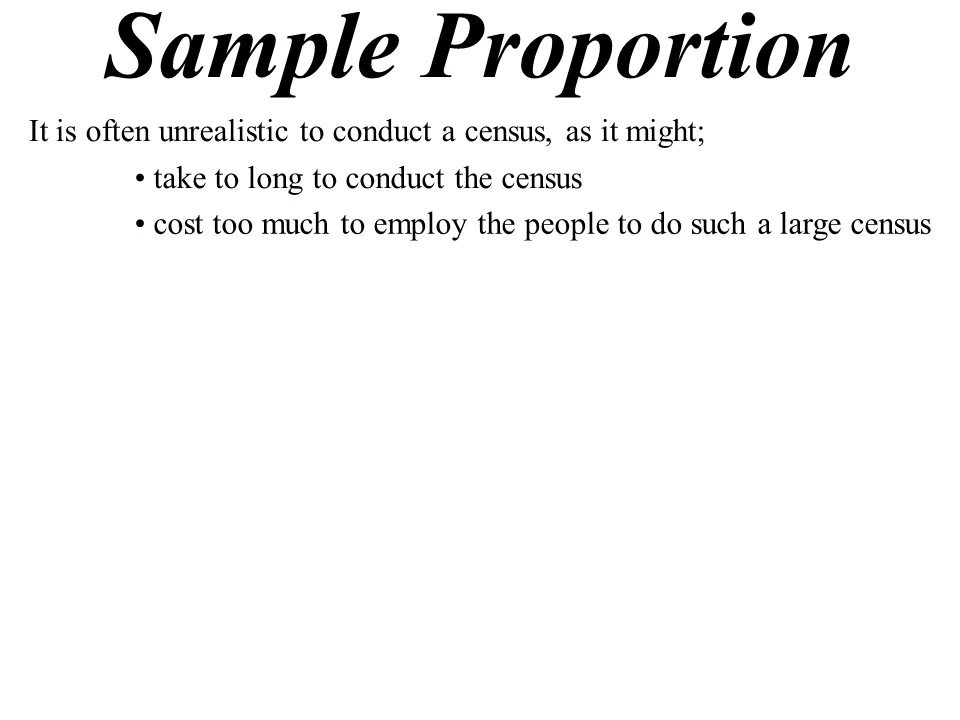 Sample Proportion
It is often unrealistic to conduct a census, as it might;
• take to long to conduct the census
• cost too much to employ the people to do such a large census